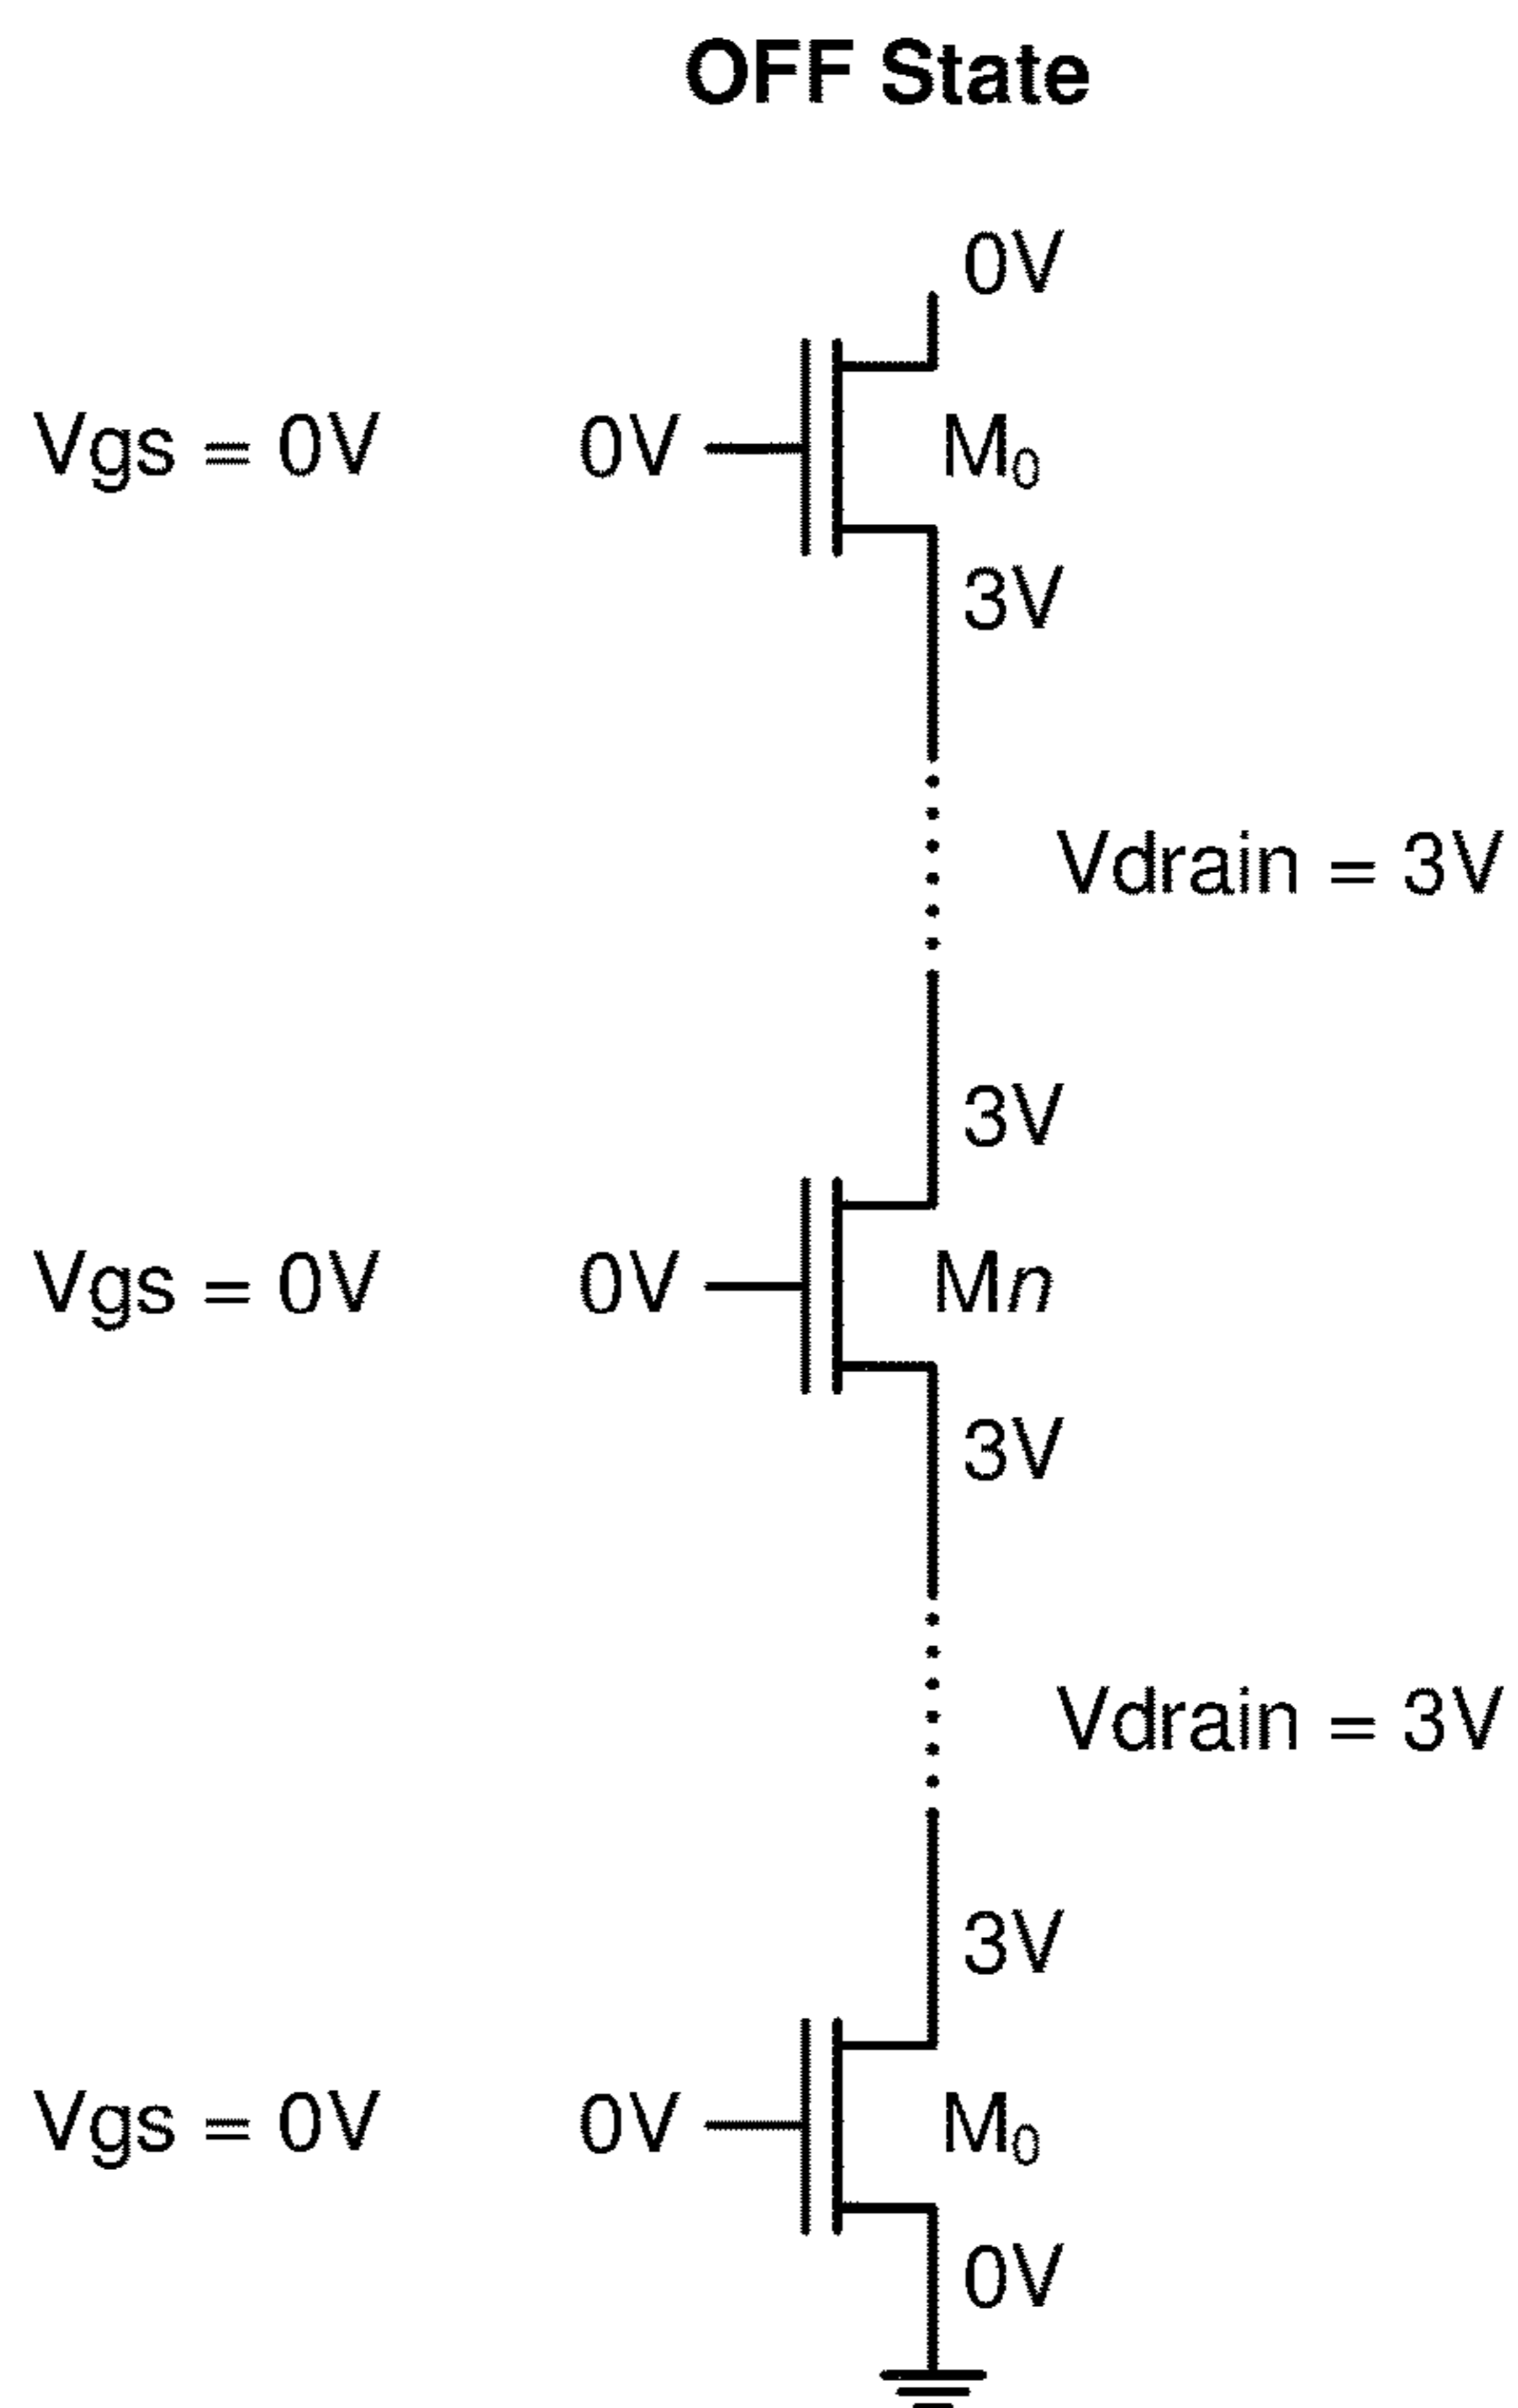 OFF State
0V
Vgs = 0V 0V M₀
3V
Vdrain = 3V
3V
Vgs = 0V 0V Mn
3V
Vdrain = 3V
3V
Vgs = 0V 0V M₀
0V